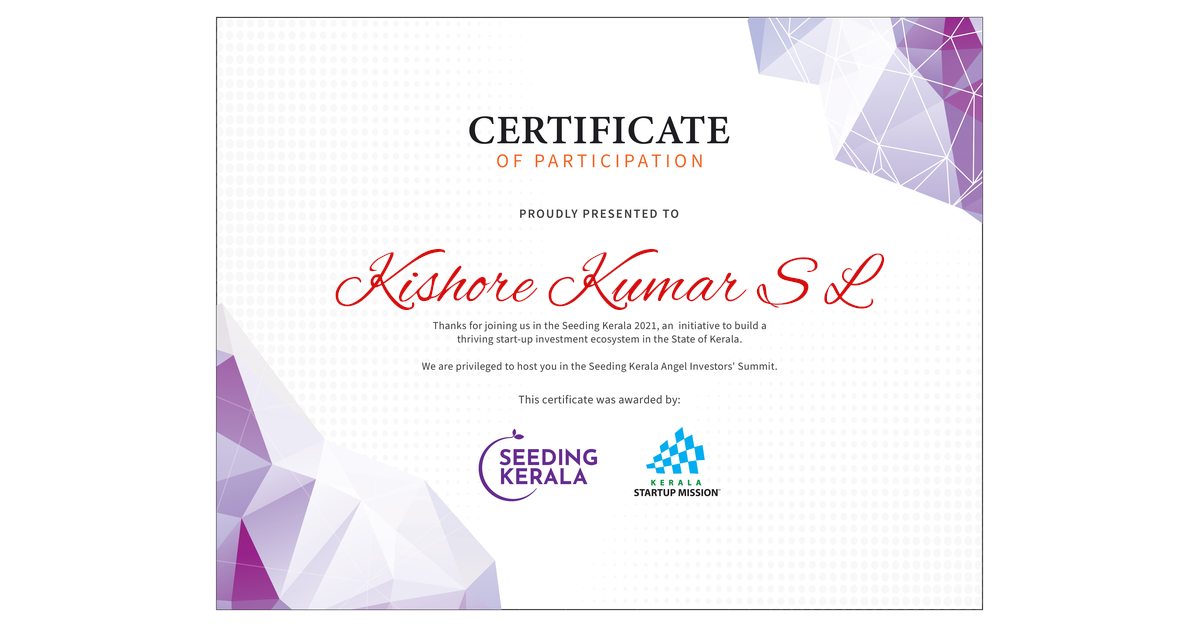 CERTIFICATE
OF PARTICIPATION
PROUDLY PRESENTED TO
Kishore Kumar S L
Thanks for joining us in the Seeding Kerala 2021, an initiative to build a
thriving start-up investment ecosystem in the State of Kerala.
We are privileged to host you in the Seeding Kerala Angel Investors' Summit.
This certificate was awarded by:
SEEDING
KERALA
KERALA
STARTUP MISSION